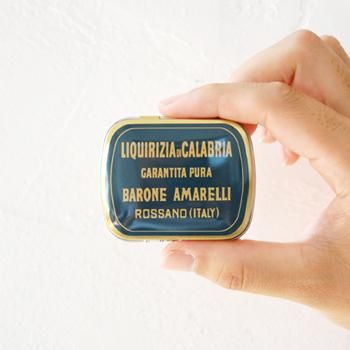 LIQUIRIZIA DI CALABRIA
GARANTITA PURA
BARONE AMARELLI
ROSSANO (ITALY)